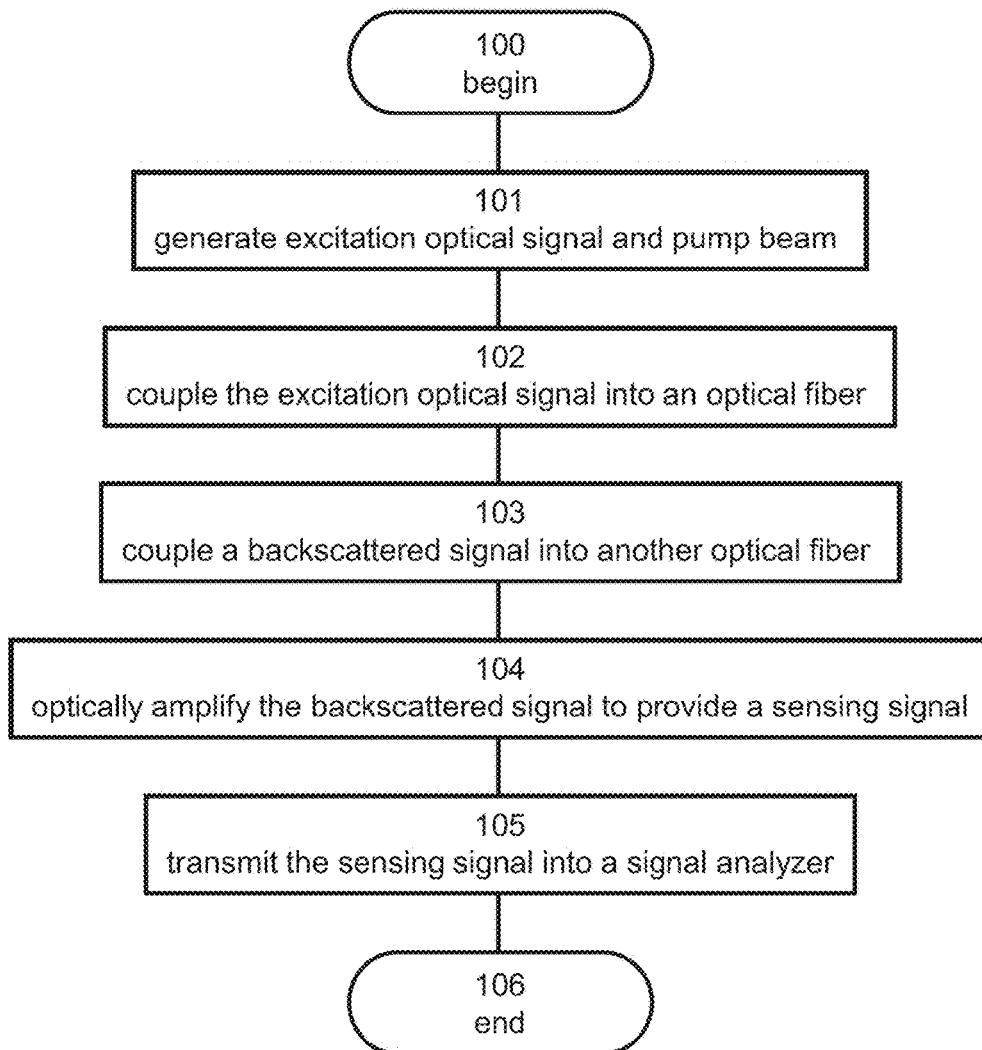 100
begin
101
generate excitation optical signal and pump beam
102
couple the excitation optical signal into an optical fiber
103
couple a backscattered signal into another optical fiber
104
optically amplify the backscattered signal to provide a sensing signal
105
transmit the sensing signal into a signal analyzer
106
end